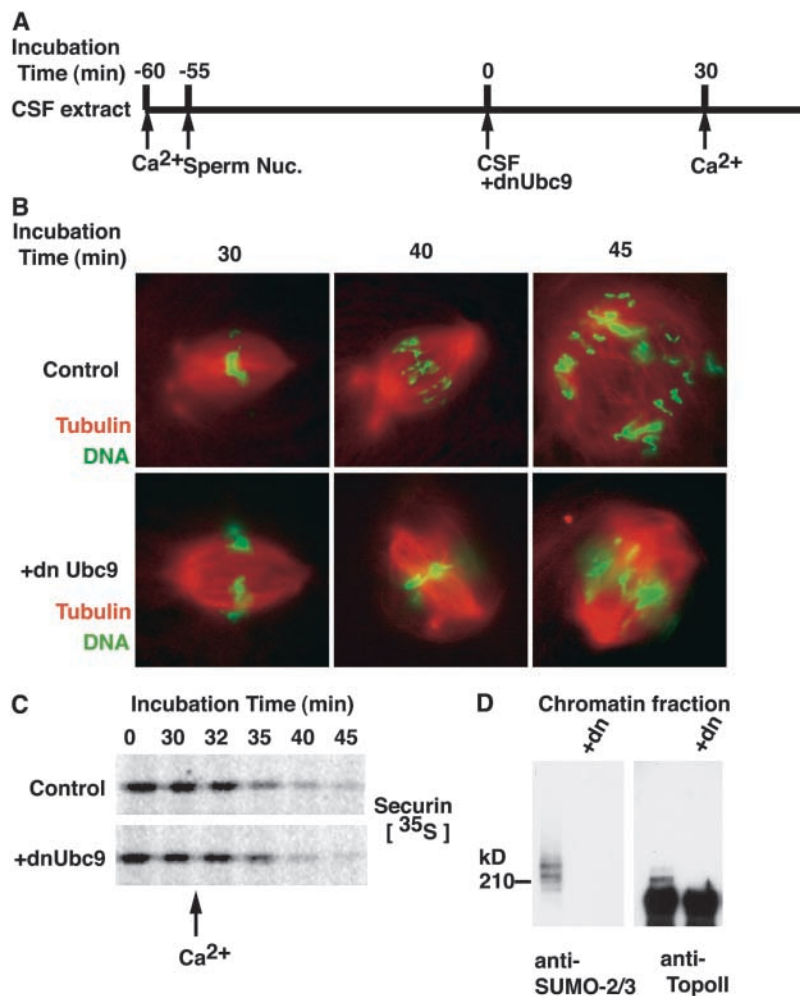 A
Incubation
Time (min) -60 -55 0 30
CSF extract
Ca2+ Sperm Nuc. CSF Ca2+
+dnUbc9
B
Incubation
Time (min) 30 40 45
Control
Tubulin
DNA
+dn Ubc9
Tubulin
DNA
C Incubation Time (min)
0 30 32 35 40 45
Control
+dnUbc9
Securin
[ 35S ]
Ca2+
D Chromatin fraction
+dn +dn
kD
210
anti- anti-
SUMO-2/3 TopoII